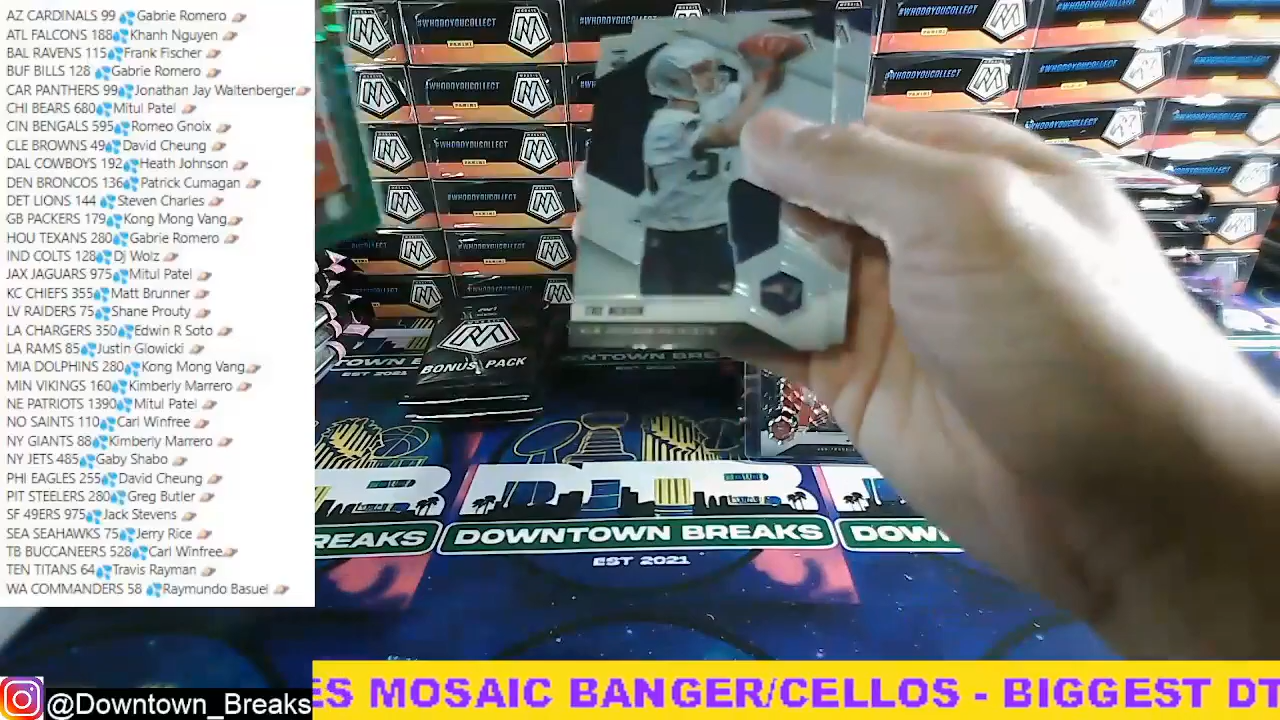 AZ CARDINALS 99 💦Gabrie Romero
ATL FALCONS 188💦Khanh Nguyen
BAL RAVENS 115💦Frank Fischer
BUF BILLS 128 💦Gabrie Romero
CAR PANTHERS 99💦Jonathan Jay Waltenberger
CHI BEARS 680💦Mitul Patel
CIN BENGALS 595💦Romeo Gnoix
CLE BROWNS 49💦David Cheung
DAL COWBOYS 192💦Heath Johnson
DEN BRONCOS 136💦Patrick Cumagan
DET LIONS 144 💦Steven Charles
GB PACKERS 179💦Kong Mong Vang
HOU TEXANS 280💦Gabrie Romero
IND COLTS 128💦DJ Wolz
JAX JAGUARS 975💦Mitul Patel
KC CHIEFS 355💦Matt Brunner
LV RAIDERS 75💦Shane Prouty
LA CHARGERS 350💦Edwin R Soto
LA RAMS 85💦Justin Glowicki
MIA DOLPHINS 280💦Kong Mong Vang
MIN VIKINGS 160💦Kimberly Marrero
NE PATRIOTS 1390💦Mitul Patel
NO SAINTS 110💦Carl Winfree
NY GIANTS 88💦Kimberly Marrero
NY JETS 485💦Gaby Shabo
PHI EAGLES 255💦David Cheung
PIT STEELERS 280💦Greg Butler
SF 49ERS 975💦Jack Stevens
SEA SEAHAWKS 75💦Jerry Rice
TB BUCCANEERS 528💦Carl Winfree
TEN TITANS 64💦Travis Rayman
WA COMMANDERS 58 💦Raymundo Basuel
#WHODOYOUCOLLECT
PANINI
BONUS PACK
DOWNTOWN BREA
EST 2021
DTB
REAKS
DOWNTOWN BREAKS
DOWN
EST 2021
@Downtown_Breaks
ES MOSAIC BANGER/CELLOS - BIGGEST DT